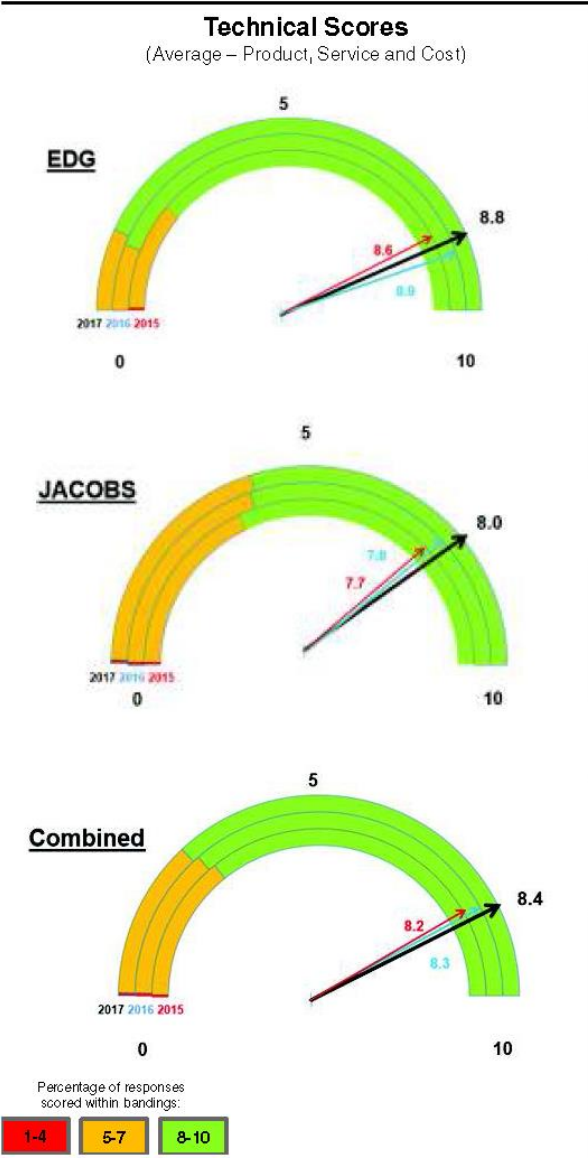 Technical Scores
(Average – Product, Service and Cost)
5
EDG
8.8
8.6
8.9
2017 2016 2015
0 10
5
JACOBS
8.0
7.8
7.7
2017 2016 2015
0 10
5
Combined
8.4
8.2
8.3
2017 2016 2015
0 10
Percentage of responses
scored within bandings:
1-4 5-7 8-10